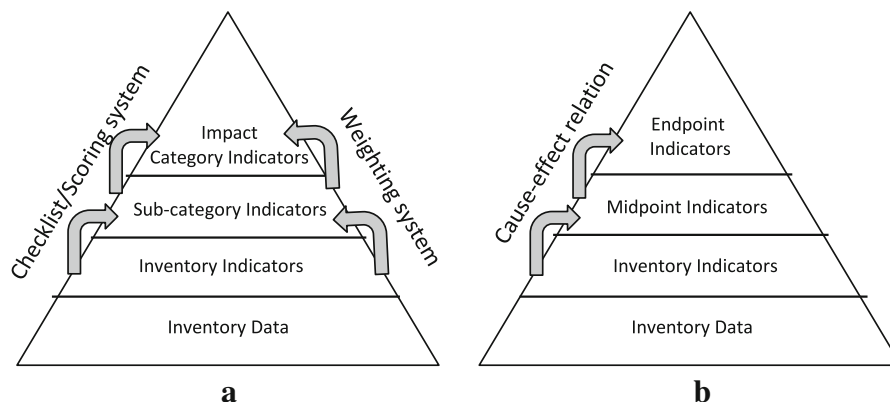 Checklist/Scoring system
Impact
Category Indicators
Weighting system
Sub-category Indicators
Inventory Indicators
Inventory Data
a
Cause-effect relation
Endpoint
Indicators
Midpoint Indicators
Inventory Indicators
Inventory Data
b